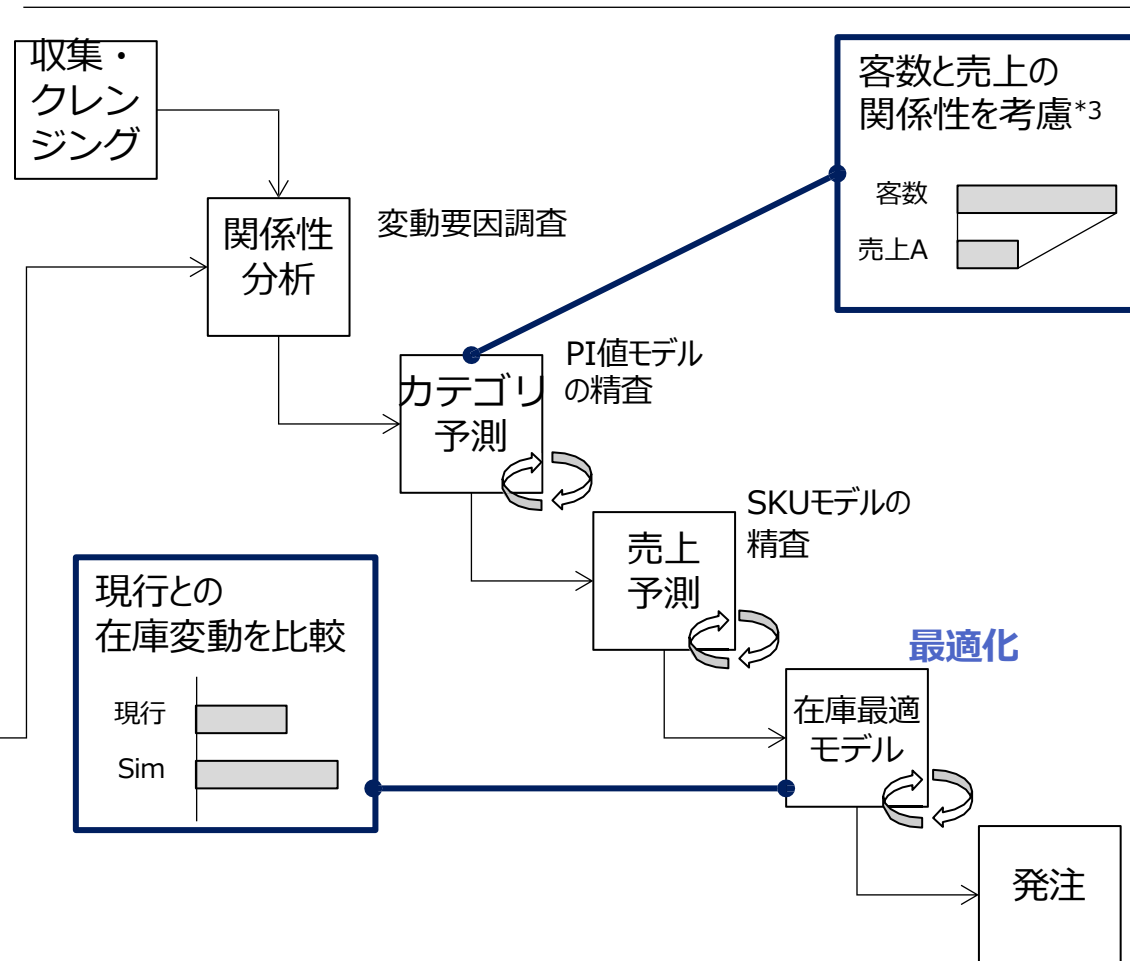 収集・
クレン
ジング
客数と売上の
関係性を考慮*3
客数
売上A
関係性
分析
変動要因調査
カテゴリ
予測
PI値モデル
の精査
売上
予測
SKUモデルの
精査
現行との
在庫変動を比較
現行
Sim
最適化
在庫最適
モデル
発注